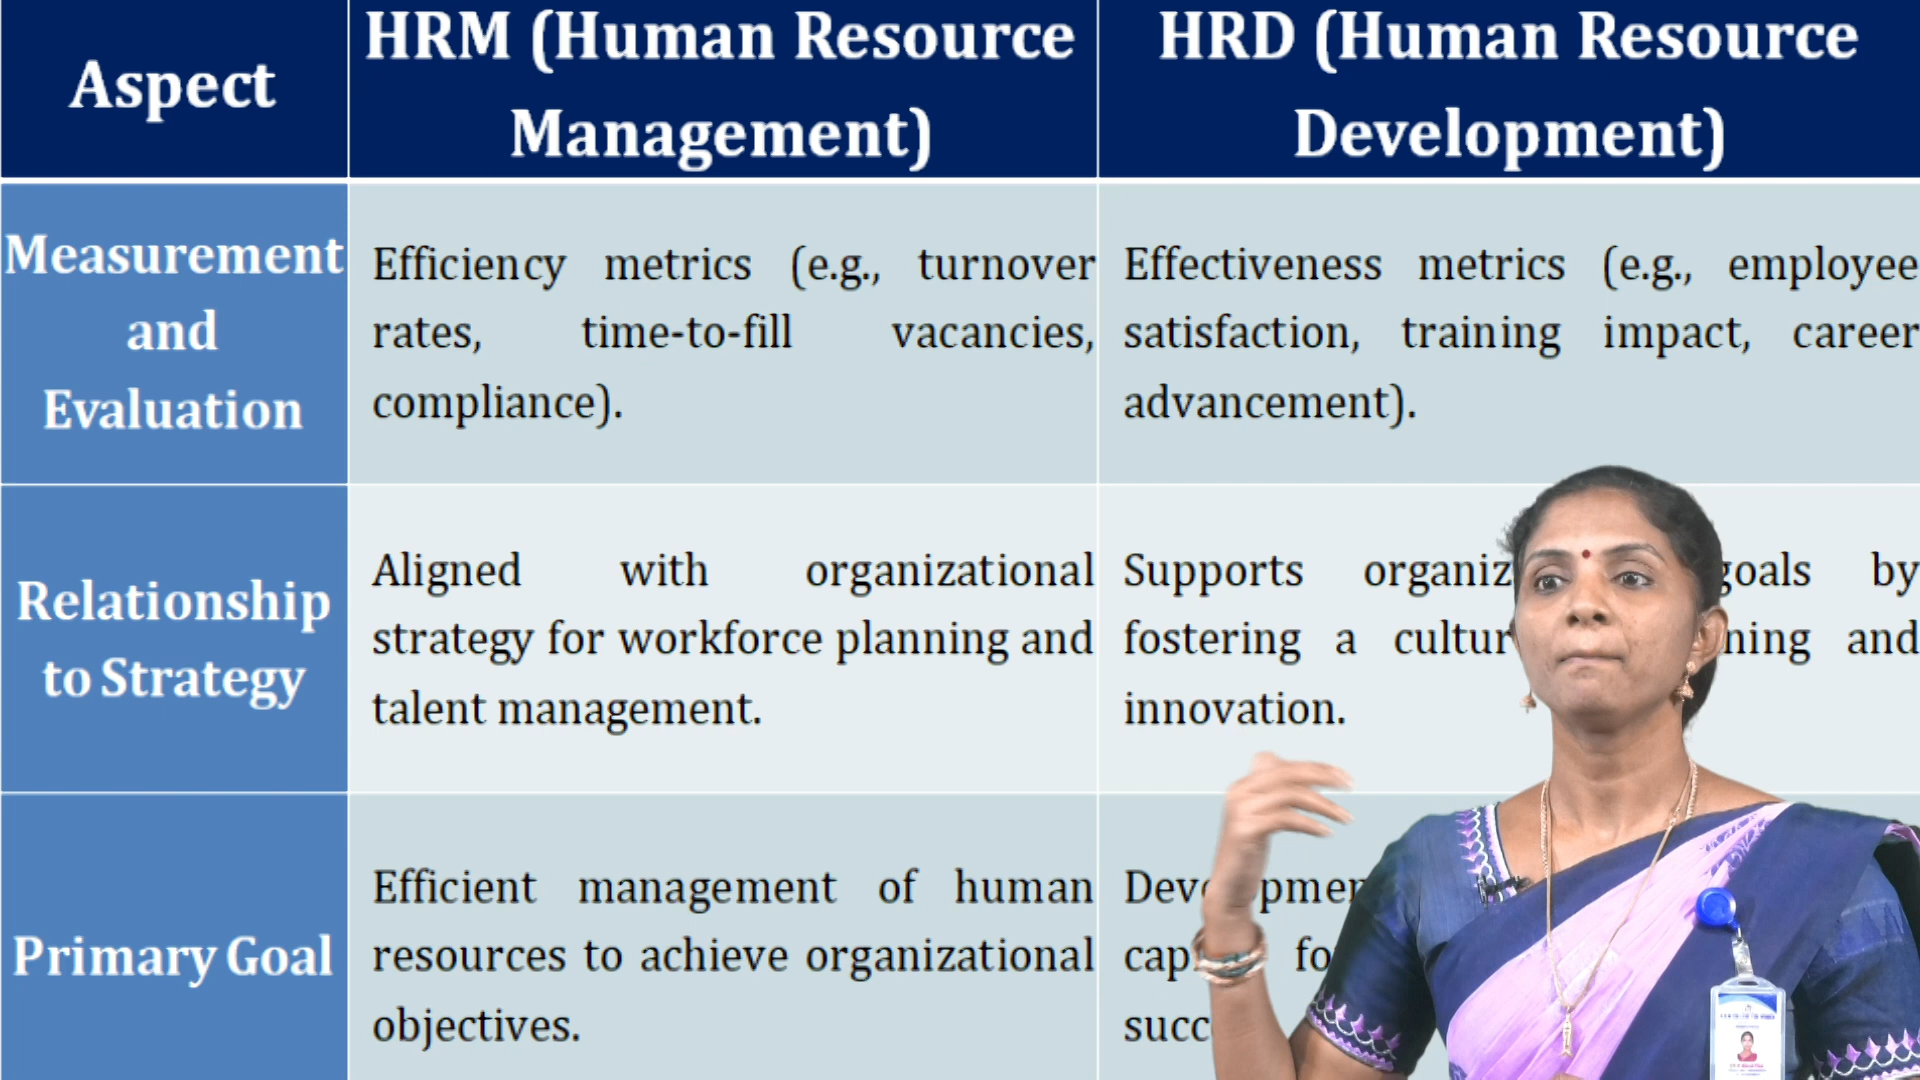 Aspect
HRM (Human Resource
Management)
HRD (Human Resource
Development)
Measurement
and
Evaluation
Efficiency metrics (e.g., turnover
rates, time-to-fill vacancies,
compliance).
Effectiveness metrics (e.g., employee
satisfaction, training impact, career
advancement).
Relationship
to Strategy
Aligned with organizational
strategy for workforce planning and
talent management.
Supports goals by
fostering a and
innovation.
Primary Goal
Efficient management of human
resources to achieve organizational
objectives.